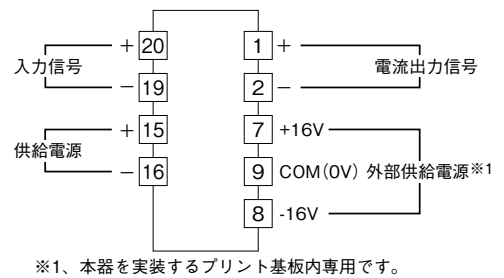 + 20 1 +
入力信号 電流出力信号
− 19 2 −
+ 15 7 +16V
供給電源
− 16 9 COM(0V) 外部供給電源※1
8 -16V
※1、本器を実装するプリント基板内専用です。